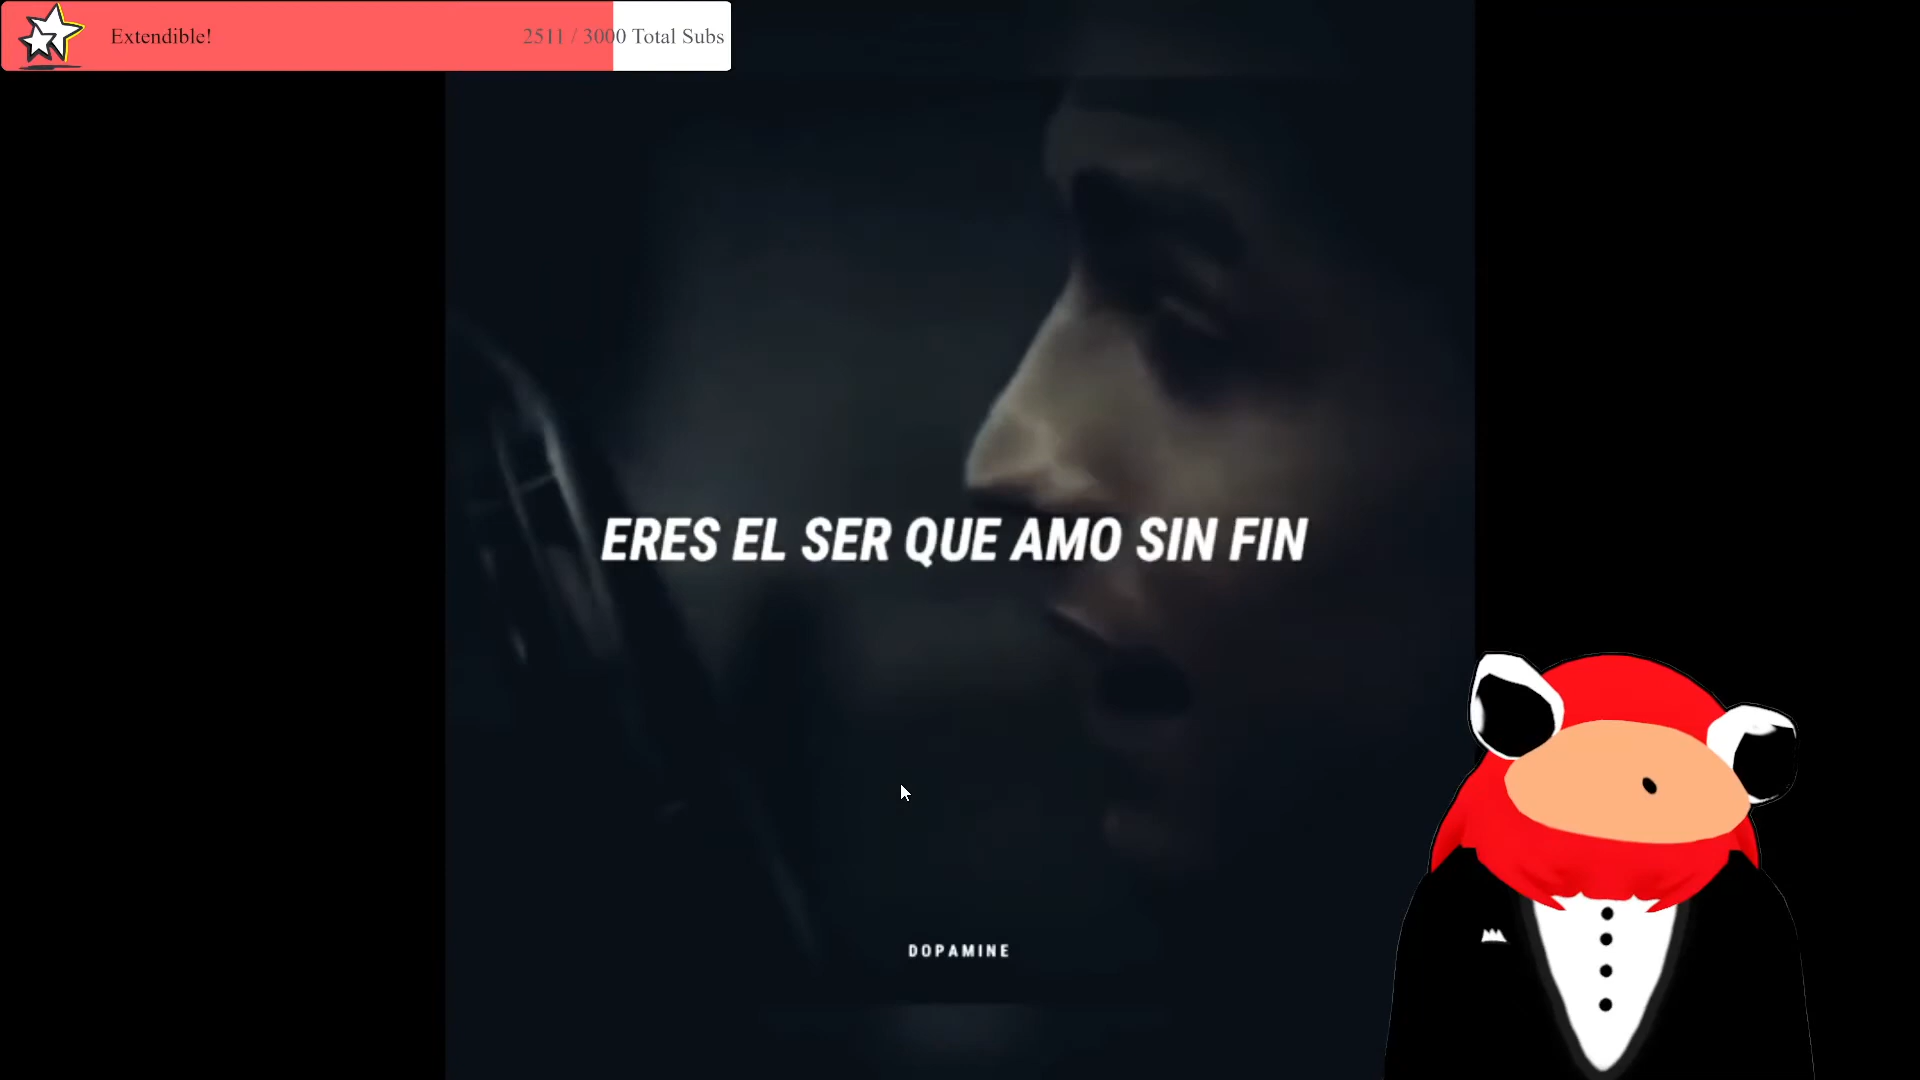 Extendible!
2511 / 3000 Total Subs
ERES EL SER QUE AMO SIN FIN
DOPAMINE